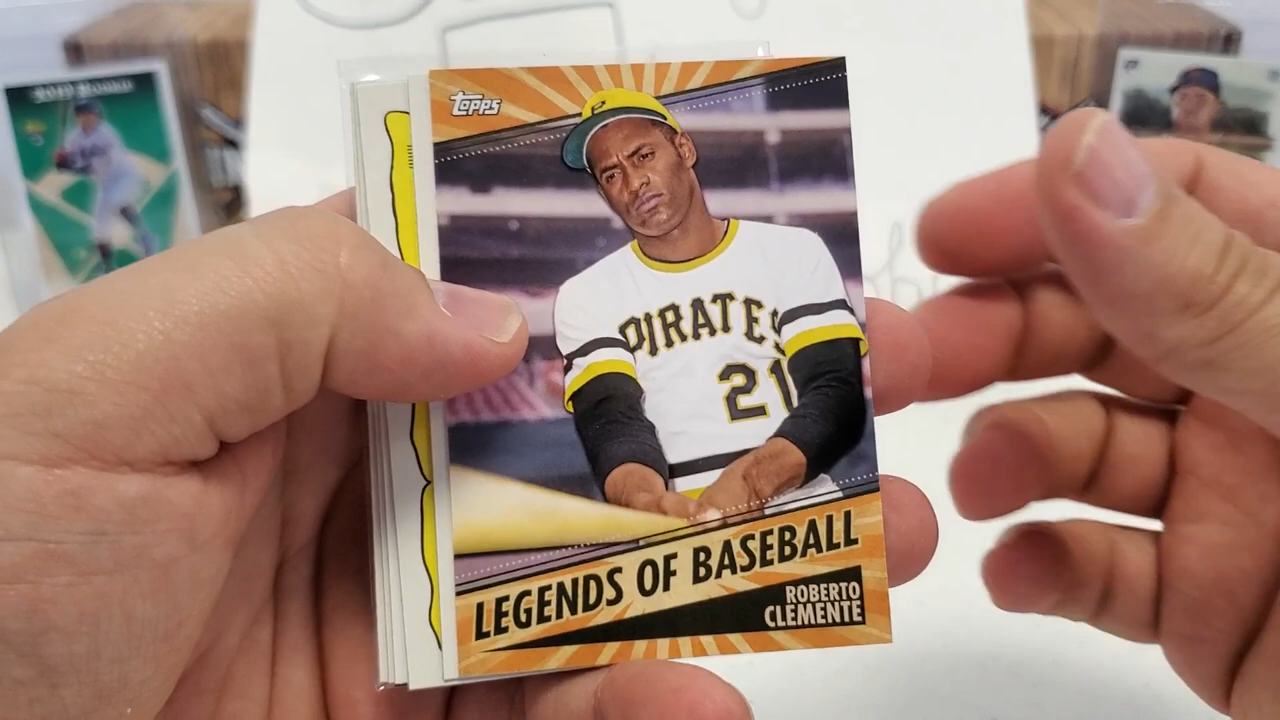 Topps
PIRATES
21
LEGENDS OF BASEBALL
ROBERTO
CLEMENTE